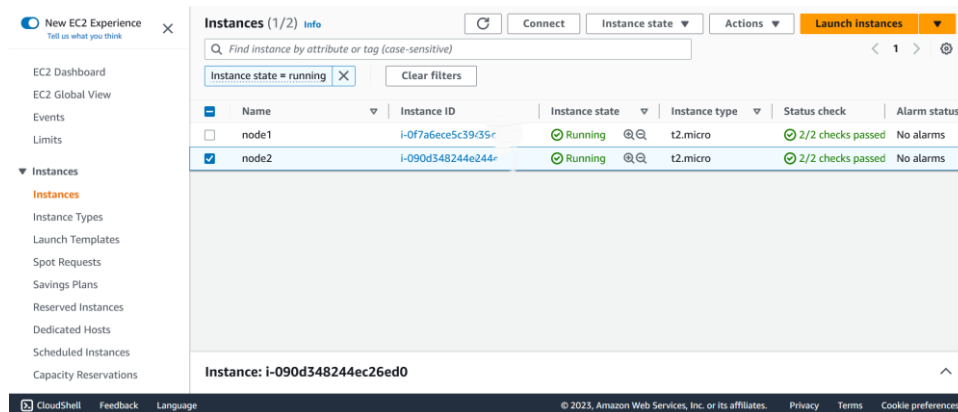 New EC2 Experience
Tell us what you think
EC2 Dashboard
EC2 Global View
Events
Limits
Instances
Instances
Instance Types
Launch Templates
Spot Requests
Savings Plans
Reserved Instances
Dedicated Hosts
Scheduled Instances
Capacity Reservations
Instances (1/2) Info
Connect
Instance state
Actions
Launch instances
Find instance by attribute or tag (case-sensitive)
1
Instance state = running
Clear filters
Name Instance ID Instance state Instance type Status check Alarm status
node1 Running t2.micro 2/2 checks passed No alarms
node2 Running t2.micro 2/2 checks passed No alarms
Instance: i-090d348244ec26ed0
CloudShell Feedback Language © 2023, Amazon Web Services, Inc. or its affiliates. Privacy Terms Cookie preferences